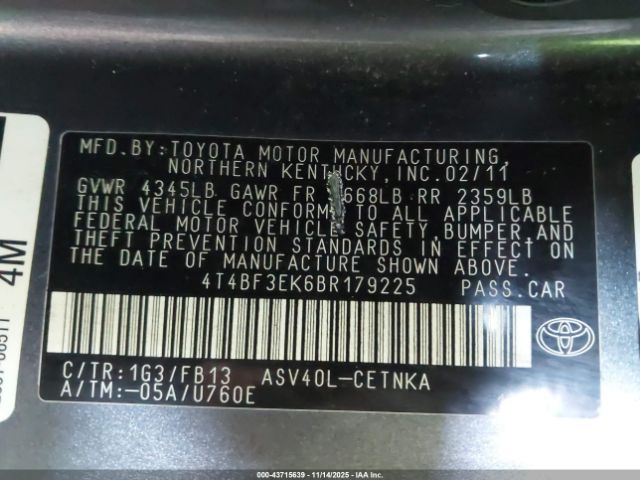 MFD. BY: TOYOTA MOTOR MANUFACTURING,
NORTHERN KENTUCKY, INC. 02/11
GVWR 4345LB GAWR FR 668LB RR 2359LB
THIS VEHICLE CONFORMS TO ALL APPLICABLE
FEDERAL MOTOR VEHICLE SAFETY, BUMPER, AND
THEFT PREVENTION STANDARDS IN EFFECT ON
THE DATE OF MANUFACTURE SHOWN ABOVE.
4T4BF3EK6BR179225 PASS.CAR
C/TR:1G3/FB13 ASV40L-CETNKA
A/TM:-05A/U760E
4M
000-43715639 - 11/14/2025 - IAAI, Inc.